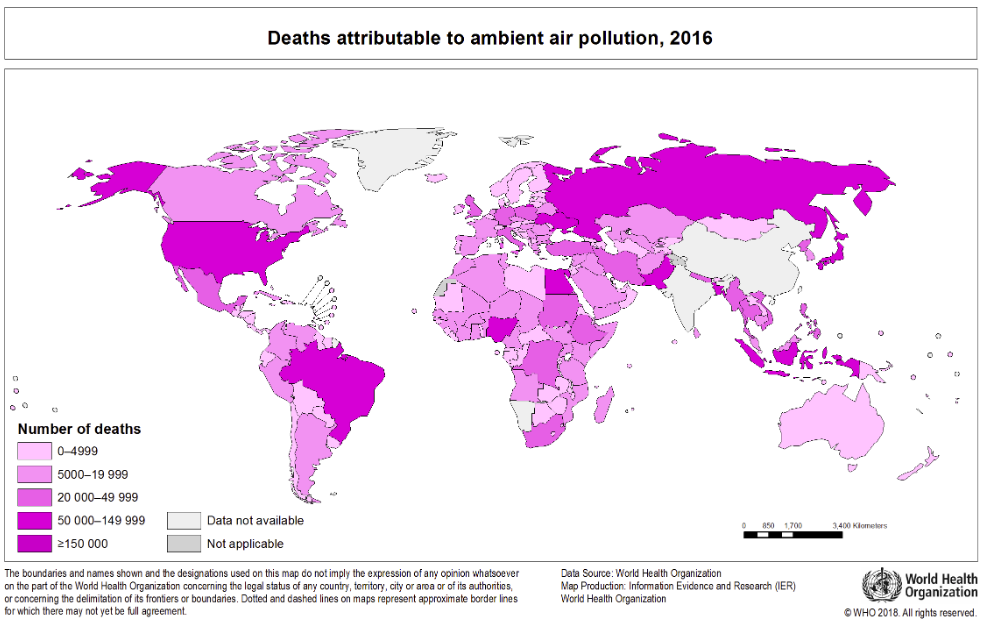 Deaths attributable to ambient air pollution, 2016
Number of deaths
0–4999
5000–19 999
20 000–49 999
50 000–149 999
≥150 000
Data not available
Not applicable
0 850 1,700 3,400 Kilometers
The boundaries and names shown and the designations used on this map do not imply the expression of any opinion whatsoever
on the part of the World Health Organization concerning the legal status of any country, territory, city or area or of its authorities,
or concerning the delimitation of its frontiers or boundaries. Dotted and dashed lines on maps represent approximate border lines
for which there may not yet be full agreement.
Data Source: World Health Organization
Map Production: Information Evidence and Research (IER)
World Health Organization
World Health
Organization
© WHO 2018. All rights reserved.